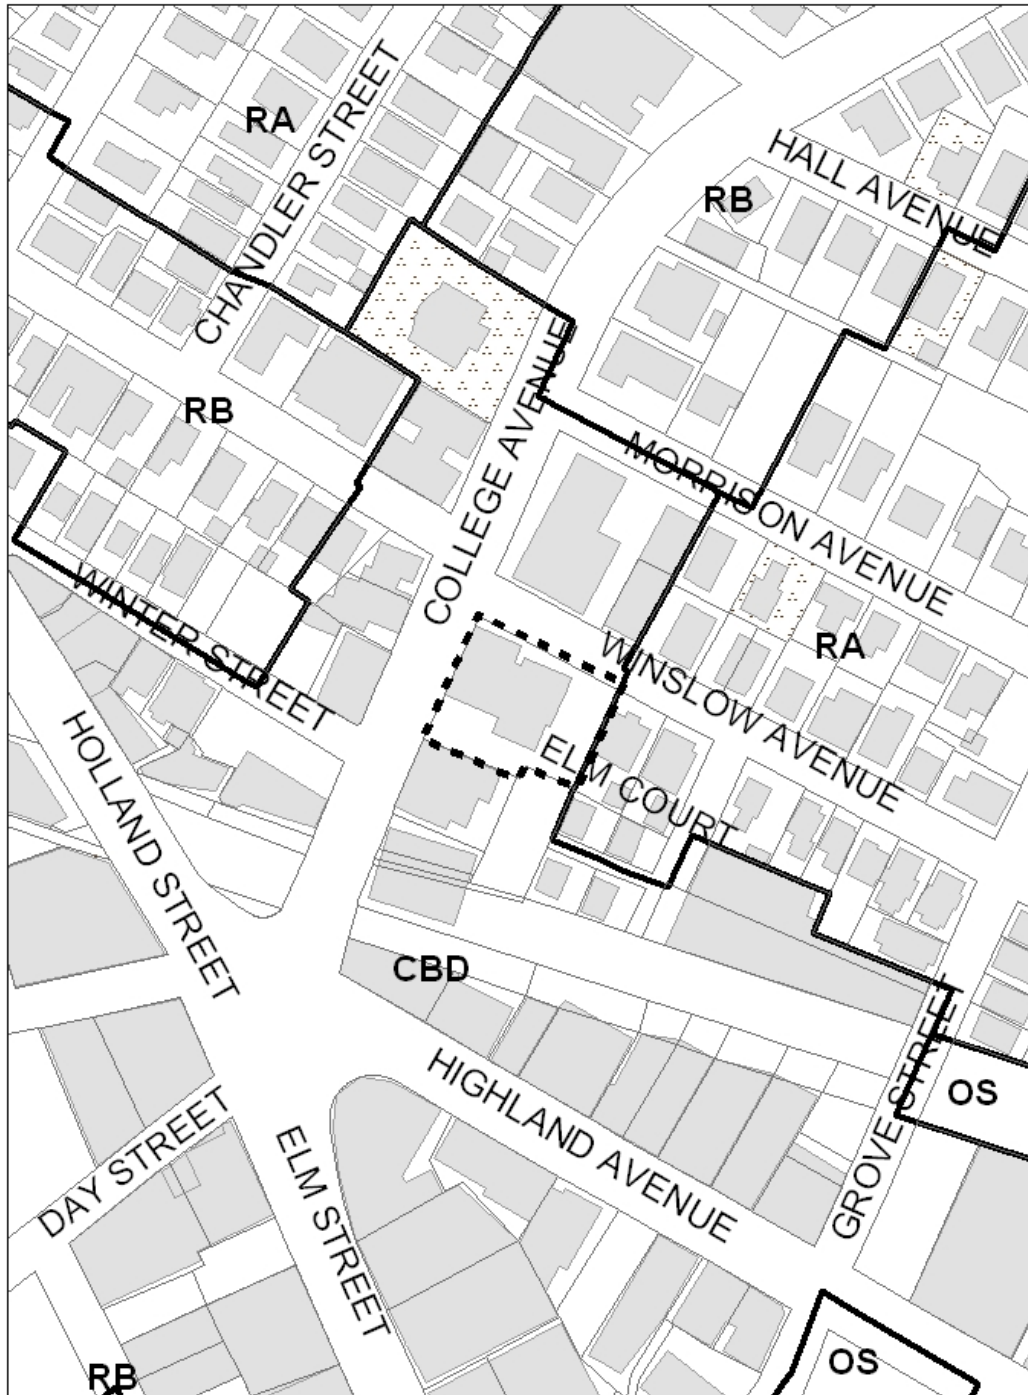 RA
CHANDLER STREET
HALL AVENUE
RB
COLLEGE AVENUE
RB
MORRISON AVENUE
WINTER STREET
WINSLOW AVENUE
RA
HOLLAND STREET
ELM COURT
CBD
HIGHLAND AVENUE
GROVE STREET
OS
DAY STREET
ELM STREET
RB
OS